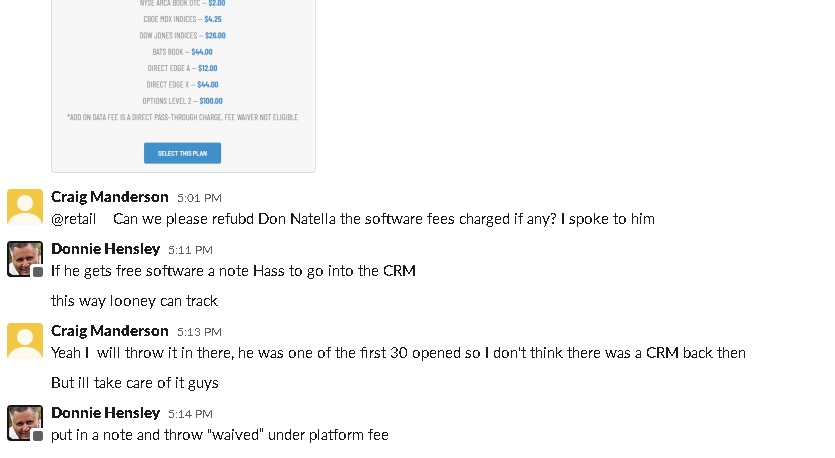 NYSE ARCA BOOK OTC – $2.00
CBOE MDX INDICES – $4.25
DOW JONES INDICES – $26.00
BATS BOOK – $44.00
DIRECT EDGE A – $12.00
DIRECT EDGE X – $44.00
OPTIONS LEVEL 2 – $100.00
*ADD ON DATA FEE IS A DIRECT PASS-THROUGH CHARGE, FEE WAIVER NOT ELIGIBLE
SELECT THIS PLAN
Craig Manderson 5:01 PM
@retail Can we please refubd Don Natella the software fees charged if any? I spoke to him
Donnie Hensley 5:11 PM
If he gets free software a note Hass to go into the CRM
this way looney can track
Craig Manderson 5:13 PM
Yeah I will throw it in there, he was one of the first 30 opened so I don't think there was a CRM back then
But ill take care of it guys
Donnie Hensley 5:14 PM
put in a note and throw "waived" under platform fee